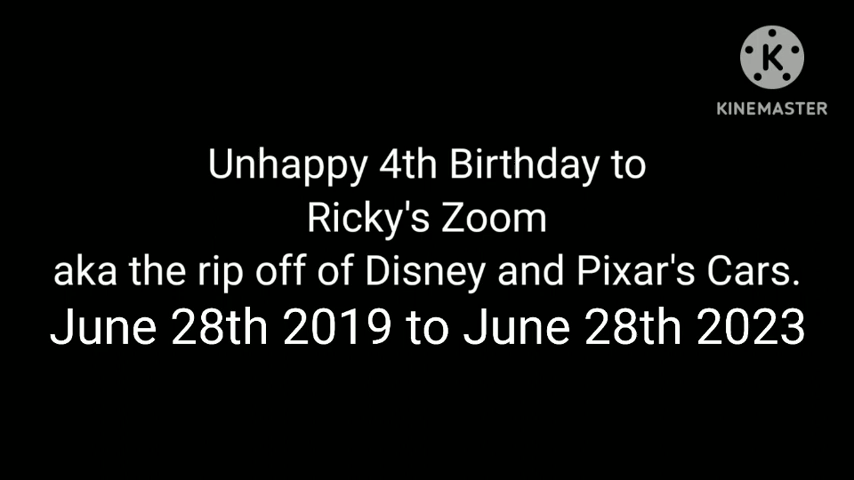 K
KINEMASTER
Unhappy 4th Birthday to
Ricky's Zoom
aka the rip off of Disney and Pixar's Cars.
June 28th 2019 to June 28th 2023